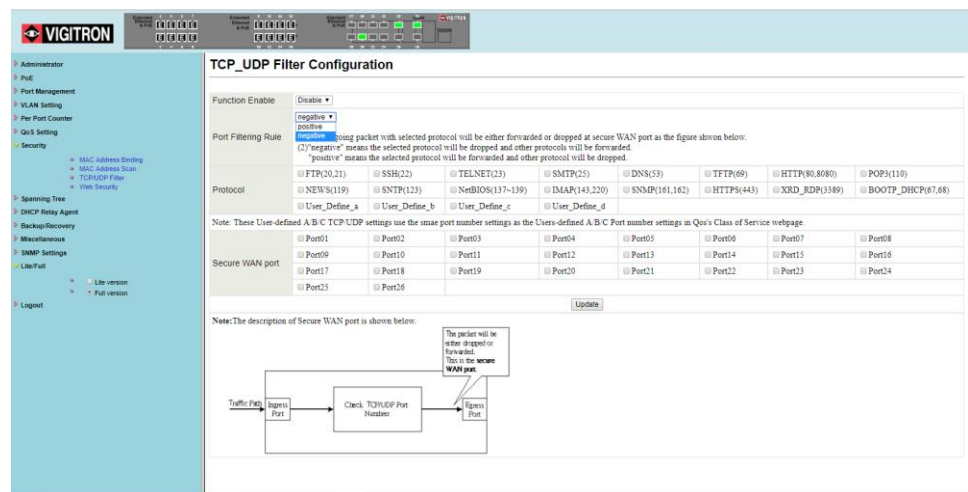 VIGITRON
Administrator
PoE
Port Management
VLAN Setting
Per Port Counter
QoS Setting
Security
MAC Address Binding
MAC Address Scan
TCP/UDP Filter
Web Security
Spanning Tree
DHCP Relay Agent
Backup/Recovery
Miscellaneous
SNMP Settings
Lite/Full
Lite version
Full version
Logout
TCP_UDP Filter Configuration
Function Enable
Disable
Port Filtering Rule
negative
positive
negative
going packet with selected protocol will be either forwarded or dropped at secure WAN port as the figure shwon below.
(2)"negative" means the selected protocol will be dropped and other protocols will be forwarded.
"positive" means the selected protocol will be forwarded and other protocol will be dropped.
Protocol
FTP(20,21) SSH(22) TELNET(23) SMTP(25) DNS(53) TFTP(69) HTTP(80,8080) POP3(110)
NEWS(119) SNTP(123) NetBIOS(137~139) IMAP(143,220) SNMP(161,162) HTTPS(443) XRD_RDP(3389) BOOTP_DHCP(67,68)
User_Define_a User_Define_b User_Define_c User_Define_d
Note: These User-defined A/B/C TCP/UDP settings use the smae port number settings as the Users-defined A/B/C Port number settings in Qos's Class of Service webpage.
Secure WAN port
Port01 Port02 Port03 Port04 Port05 Port06 Port07 Port08
Port09 Port10 Port11 Port12 Port13 Port14 Port15 Port16
Port17 Port18 Port19 Port20 Port21 Port22 Port23 Port24
Port25 Port26
Update
Note:The description of Secure WAN port is shown below.
The packet will be
either dropped or
forwarded.
This is the secure
WAN port.
Traffic Path
Ingress
Port
Check TCP/UDP Port
Number
Egress
Port